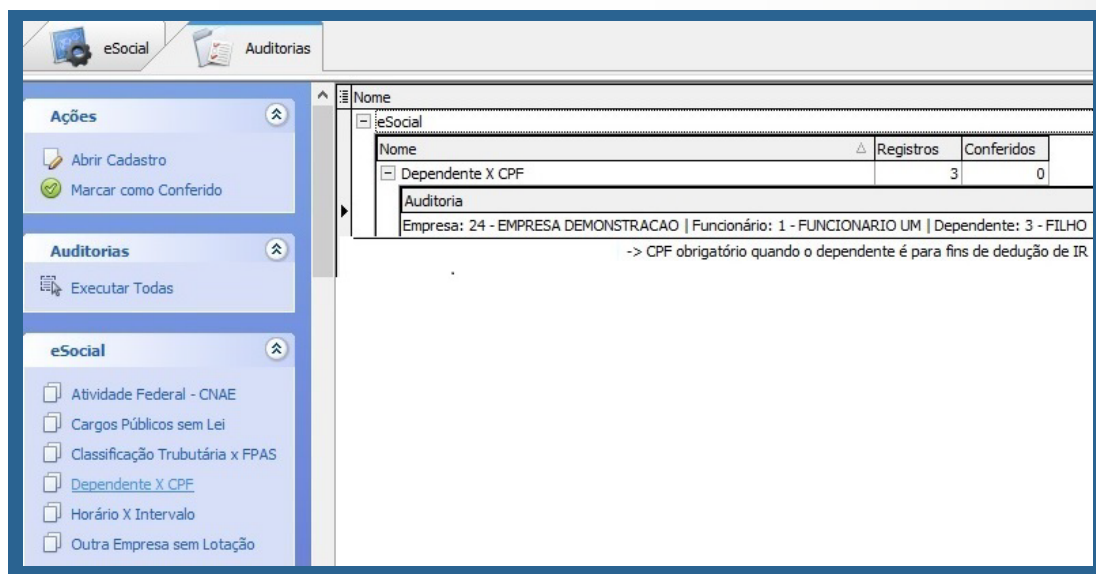 eSocial
Auditorias
Ações
Abrir Cadastro
Marcar como Conferido
Auditorias
Executar Todas
eSocial
Atividade Federal - CNAE
Cargos Públicos sem Lei
Classificação Trubutária x FPAS
Dependente X CPF
Horário X Intervalo
Outra Empresa sem Lotação
Nome
eSocial
Nome Registros Conferidos
Dependente X CPF 3 0
Auditoria
Empresa: 24 - EMPRESA DEMONSTRACAO | Funcionário: 1 - FUNCIONARIO UM | Dependente: 3 - FILHO
-> CPF obrigatório quando o dependente é para fins de dedução de IR